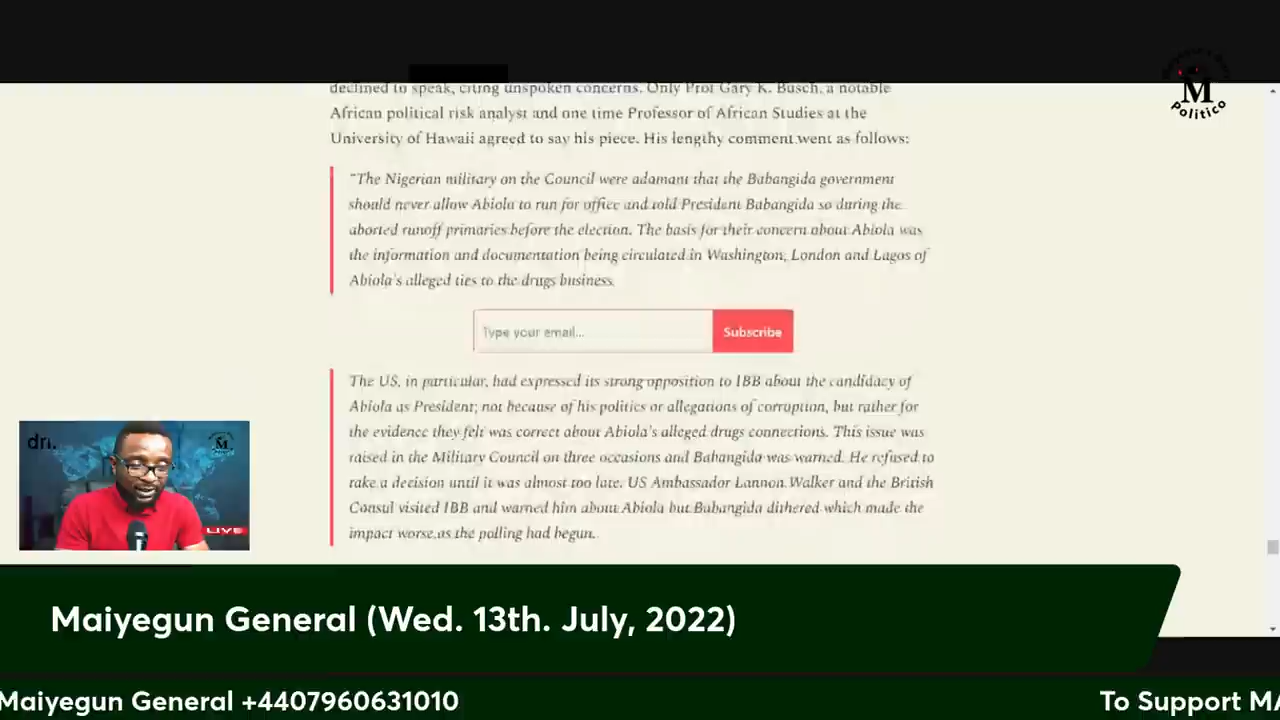 declined to speak, citing unspoken concerns. Only Prof Gary K. Busch, a notable
African political risk analyst and one time Professor of African Studies at the
University of Hawaii agreed to say his piece. His lengthy comment went as follows:
"The Nigerian military on the Council were adamant that the Babangida government
should never allow Abiola to run for office and told President Babangida so during the
aborted runoff primaries before the election. The basis for their concern about Abiola was
the information and documentation being circulated in Washington, London and Lagos of
Abiola's alleged ties to the drugs business.
Type your email...
Subscribe
The US, in particular, had expressed its strong opposition to IBB about the candidacy of
Abiola as President; not because of his politics or allegations of corruption, but rather for
the evidence they felt was correct about Abiola's alleged drugs connections. This issue was
raised in the Military Council on three occasions and Babangida was warned. He refused to
take a decision until it was almost too late. US Ambassador Lannon Walker and the British
Consul visited IBB and warned him about Abiola but Babangida dithered which made the
impact worse as the polling had begun.
M
Politico
LIVE
Maiyegun General (Wed. 13th. July, 2022)
Maiyegun General +4407960631010
To Support MA